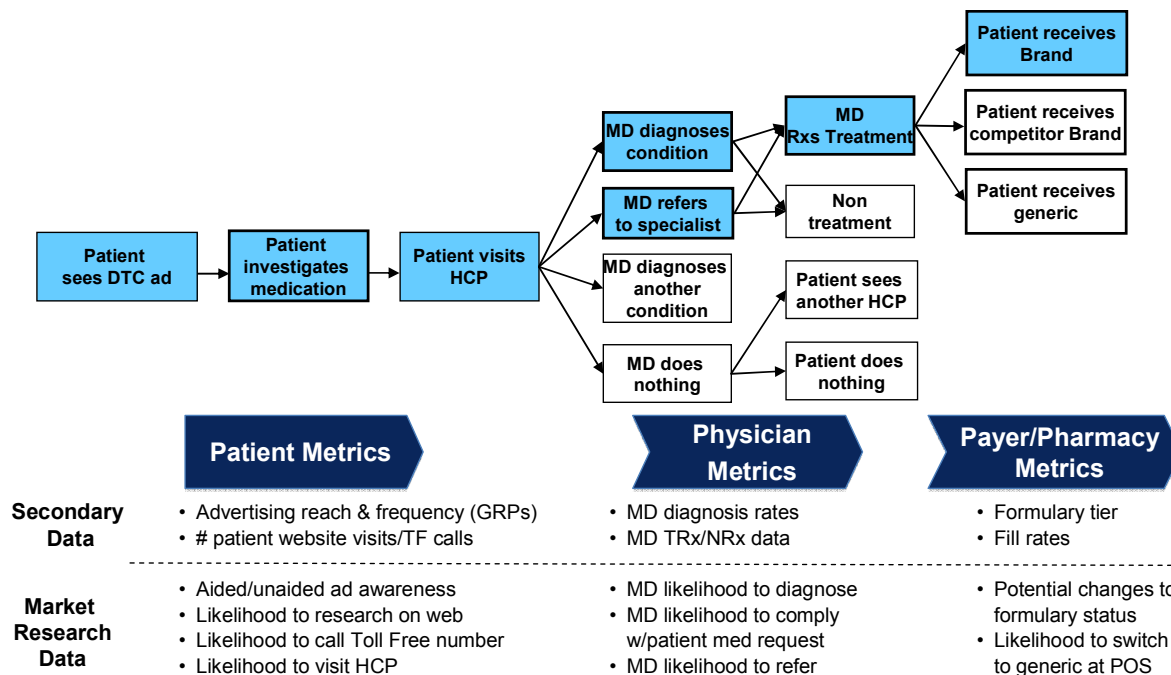 Patient receives
Brand
MD
Rxs Treatment
Patient receives
competitor Brand
MD diagnoses
condition
Patient receives
generic
MD refers
to specialist
Non
treatment
Patient
sees DTC ad
Patient
investigates
medication
Patient visits
HCP
MD diagnoses
another
condition
Patient sees
another HCP
MD does
nothing
Patient does
nothing
Patient Metrics
Physician
Metrics
Payer/Pharmacy
Metrics
Secondary
Data
• Advertising reach & frequency (GRPs)
• # patient website visits/TF calls
• MD diagnosis rates
• MD TRx/NRx data
• Formulary tier
• Fill rates
Market
Research
Data
• Aided/unaided ad awareness
• Likelihood to research on web
• Likelihood to call Toll Free number
• Likelihood to visit HCP
• MD likelihood to diagnose
• MD likelihood to comply
w/patient med request
• MD likelihood to refer
• Potential changes to
formulary status
• Likelihood to switch
to generic at POS